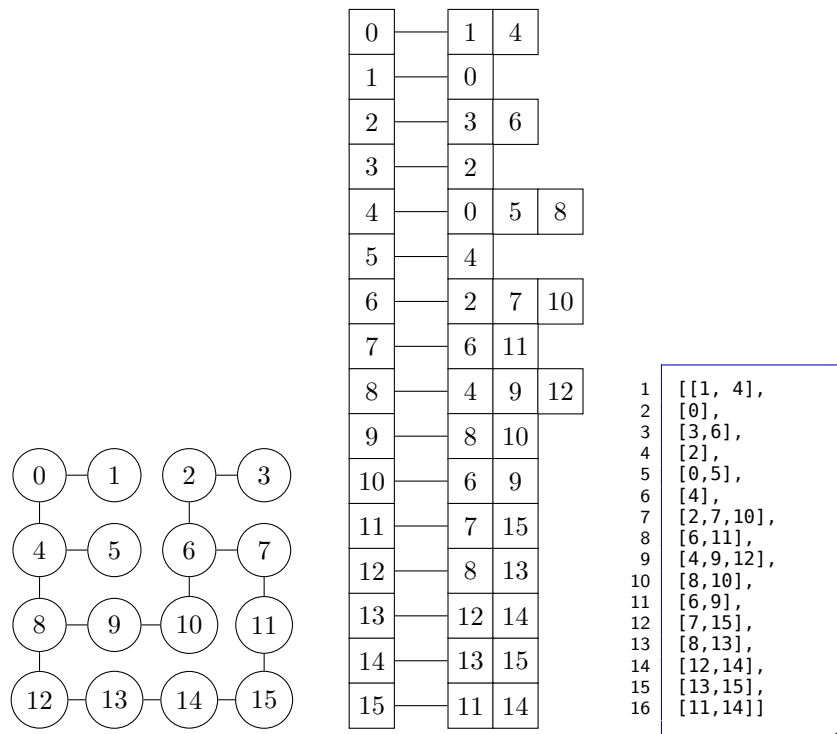 0 1 4
1 0
2 3 6
3 2
4 0 5 8
5 4
6 2 7 10
7 6 11
8 4 9 12
9 8 10
10 6 9
11 7 15
12 8 13
13 12 14
14 13 15
15 11 14
0 1 2 3
4 5 6 7
8 9 10 11
12 13 14 15
1 [[1, 4],
2 [0],
3 [3,6],
4 [2],
5 [0,5],
6 [4],
7 [2,7,10],
8 [6,11],
9 [4,9,12],
10 [8,10],
11 [6,9],
12 [7,15],
13 [8,13],
14 [12,14],
15 [13,15],
16 [11,14]]